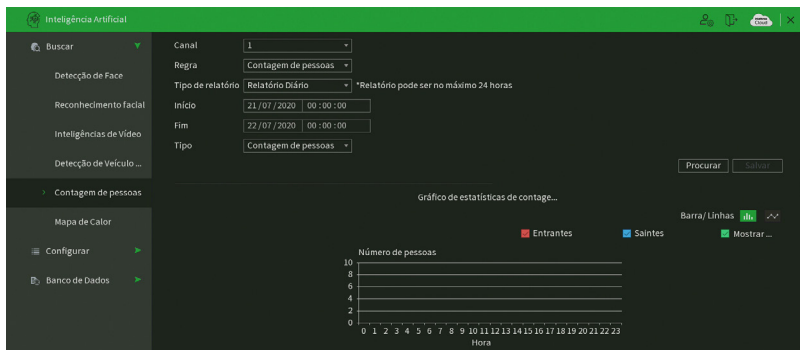 Inteligência Artificial
Cloud
Buscar
Detecção de Face
Reconhecimento facial
Inteligências de Vídeo
Detecção de Veículo ...
Contagem de pessoas
Mapa de Calor
Configurar
Banco de Dados
Canal 1
Regra Contagem de pessoas
Tipo de relatório Relatório Diário *Relatório pode ser no máximo 24 horas
Início 21/07/2020 00:00:00
Fim 22/07/2020 00:00:00
Tipo Contagem de pessoas
Procurar Salvar
Gráfico de estatísticas de contage...
Barra/Linhas
Entrantes Saintes Mostrar ...
Número de pessoas
10
8
6
4
2
0
0 1 2 3 4 5 6 7 8 9 10 11 12 13 14 15 16 17 18 19 20 21 22 23
Hora